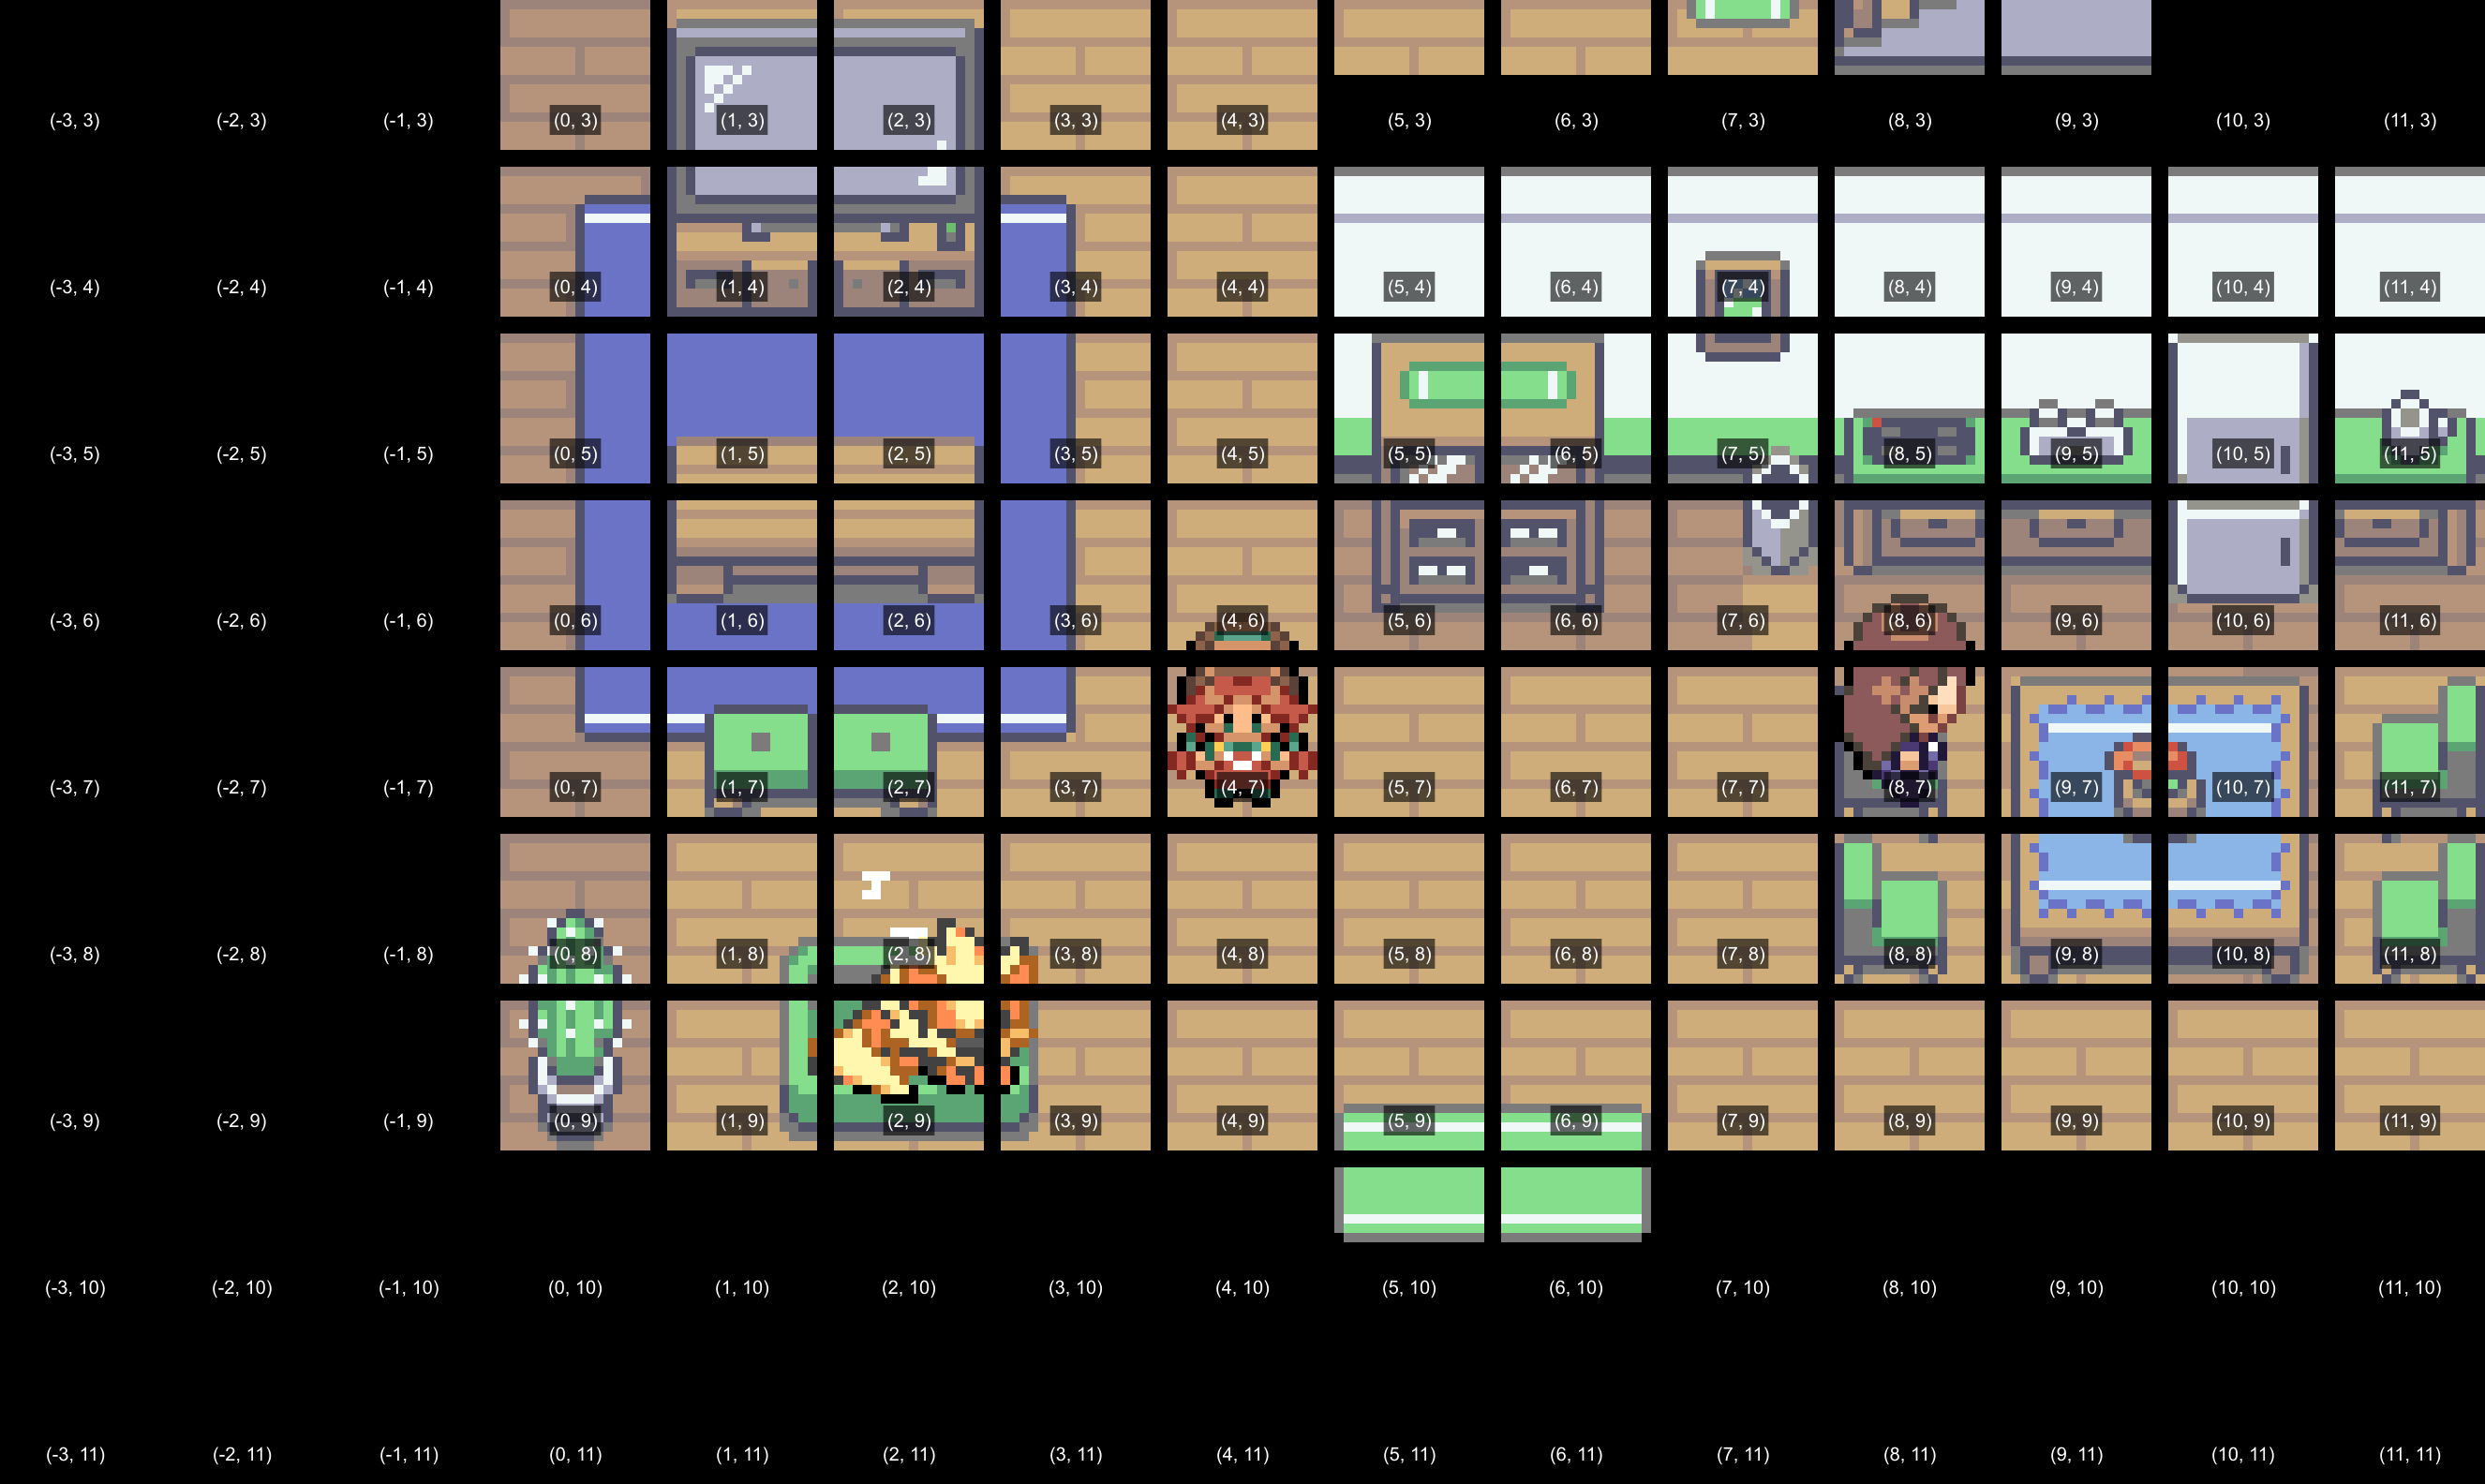 (-3, 3) (-2, 3) (-1, 3) (0, 3) (1, 3) (2, 3) (3, 3) (4, 3) (5, 3) (6, 3) (7, 3) (8, 3) (9, 3) (10, 3) (11, 3)
(-3, 4) (-2, 4) (-1, 4) (0, 4) (1, 4) (2, 4) (3, 4) (4, 4) (5, 4) (6, 4) (7, 4) (8, 4) (9, 4) (10, 4) (11, 4)
(-3, 5) (-2, 5) (-1, 5) (0, 5) (1, 5) (2, 5) (3, 5) (4, 5) (5, 5) (6, 5) (7, 5) (8, 5) (9, 5) (10, 5) (11, 5)
(-3, 6) (-2, 6) (-1, 6) (0, 6) (1, 6) (2, 6) (3, 6) (4, 6) (5, 6) (6, 6) (7, 6) (8, 6) (9, 6) (10, 6) (11, 6)
(-3, 7) (-2, 7) (-1, 7) (0, 7) (1, 7) (2, 7) (3, 7) (4, 7) (5, 7) (6, 7) (7, 7) (8, 7) (9, 7) (10, 7) (11, 7)
(-3, 8) (-2, 8) (-1, 8) (0, 8) (1, 8) (2, 8) (3, 8) (4, 8) (5, 8) (6, 8) (7, 8) (8, 8) (9, 8) (10, 8) (11, 8)
(-3, 9) (-2, 9) (-1, 9) (0, 9) (1, 9) (2, 9) (3, 9) (4, 9) (5, 9) (6, 9) (7, 9) (8, 9) (9, 9) (10, 9) (11, 9)
(-3, 10) (-2, 10) (-1, 10) (0, 10) (1, 10) (2, 10) (3, 10) (4, 10) (5, 10) (6, 10) (7, 10) (8, 10) (9, 10) (10, 10) (11, 10)
(-3, 11) (-2, 11) (-1, 11) (0, 11) (1, 11) (2, 11) (3, 11) (4, 11) (5, 11) (6, 11) (7, 11) (8, 11) (9, 11) (10, 11) (11, 11)